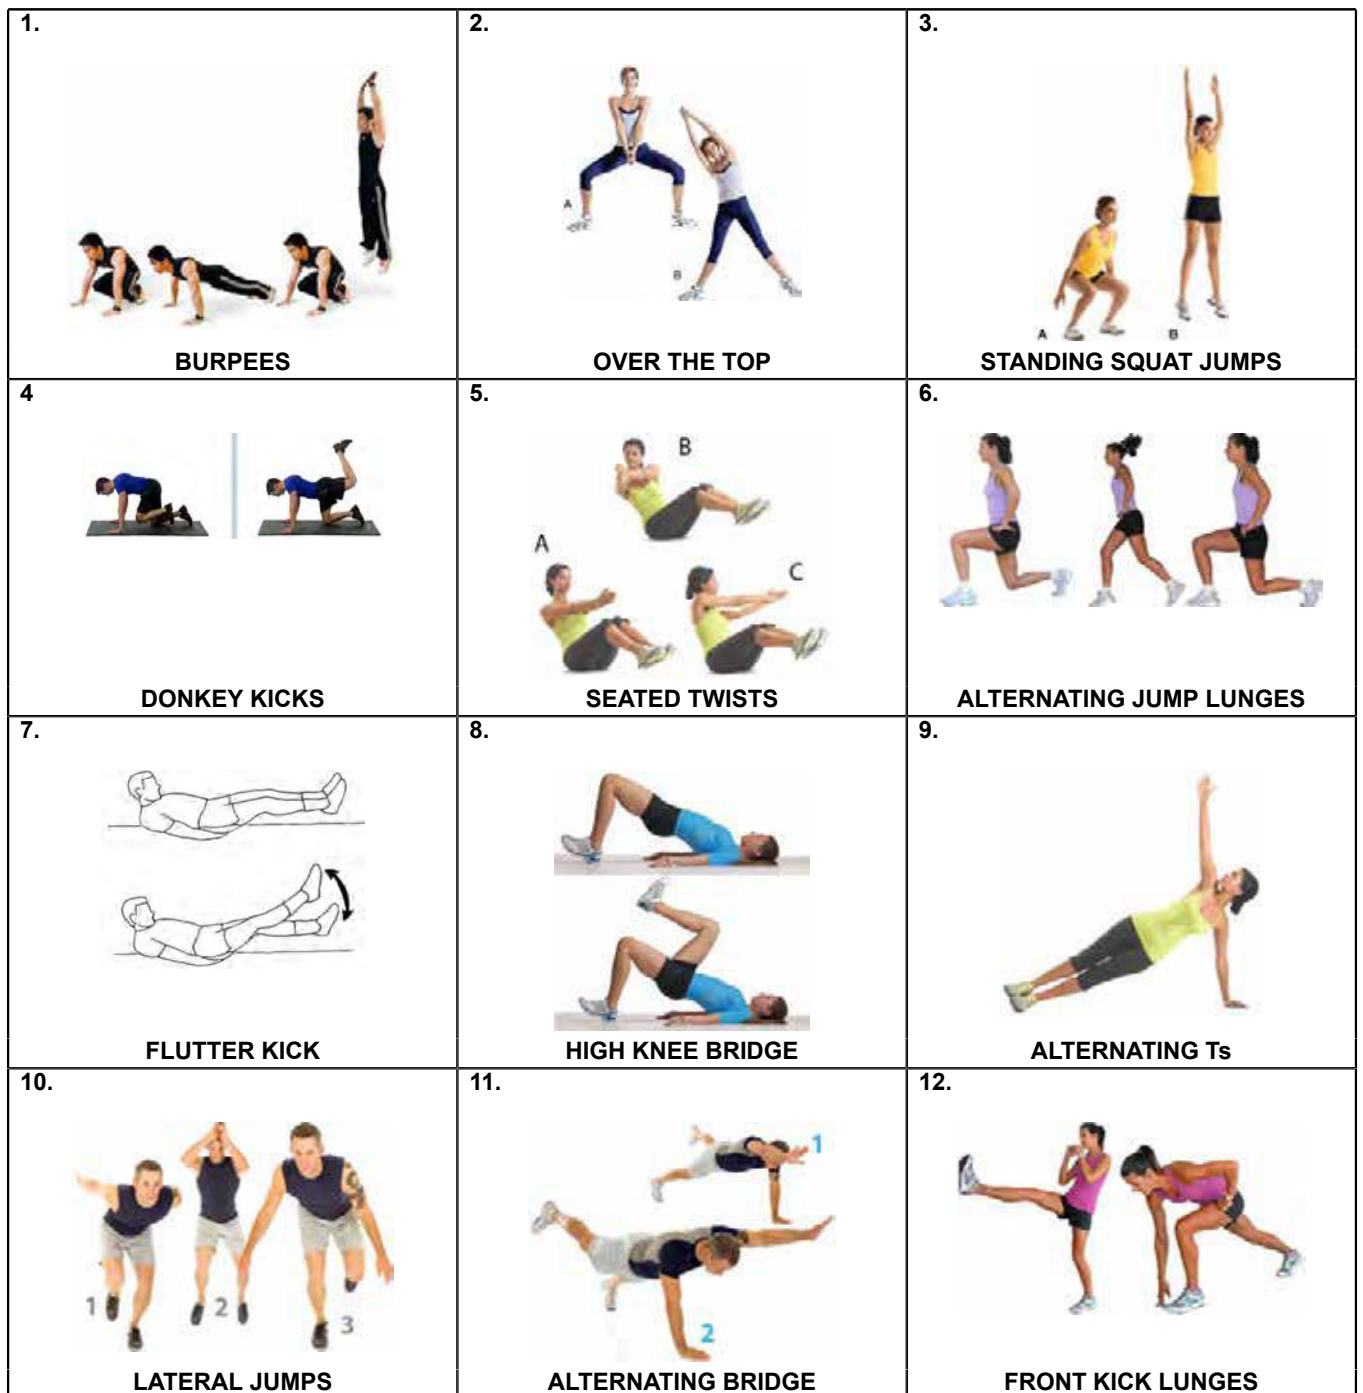 1.
BURPEES
2.
A
B
OVER THE TOP
3.
A B
STANDING SQUAT JUMPS
4
DONKEY KICKS
5.
B
A
C
SEATED TWISTS
6.
ALTERNATING JUMP LUNGES
7.
FLUTTER KICK
8.
HIGH KNEE BRIDGE
9.
ALTERNATING Ts
10.
1 2 3
LATERAL JUMPS
11.
1
2
ALTERNATING BRIDGE
12.
FRONT KICK LUNGES